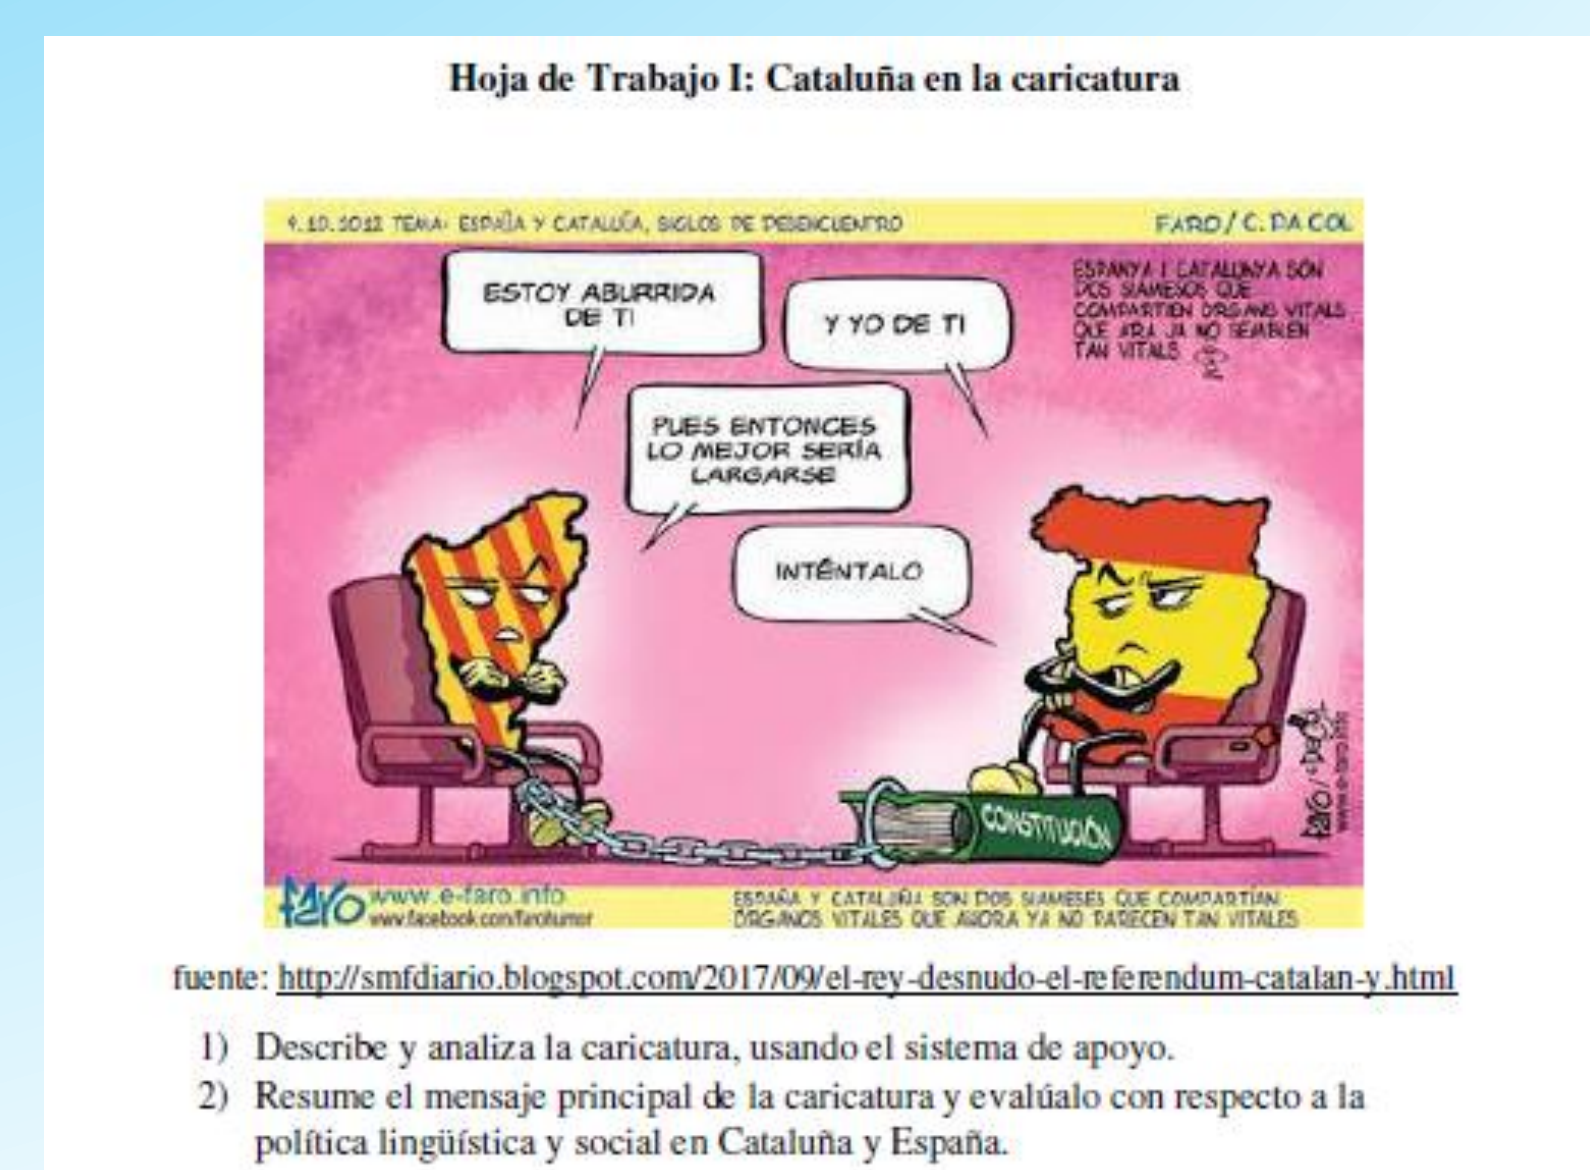 Hoja de Trabajo I: Cataluña en la caricatura
9.10.2012 TEMA: ESPAÑA Y CATALUÑA, SIGLOS DE DESENCUENTRO
FARO / C. DA COL
ESTOY ABURRIDA
DE TI
Y YO DE TI
ESPANYA I CATALUNYA SÓN
DOS SIAMESOS QUE
COMPARTIEN ÒRGANS VITALS
QUE ARA JA NO SEMBLEN
TAN VITALS
PUES ENTONCES
LO MEJOR SERÍA
LARGARSE
INTÉNTALO
CONSTITUCIÓN
faro /
www.e-faro.info
faro www.e-faro.info
www.facebook.com/farohumor
ESPAÑA Y CATALUÑA SON DOS SIAMESES QUE COMPARTÍAN
ÓRGANOS VITALES QUE AHORA YA NO PARECEN TAN VITALES
fuente: http://smfdiario.blogspot.com/2017/09/el-rey-desnudo-el-referendum-catalan-y.html
1) Describe y analiza la caricatura, usando el sistema de apoyo.
2) Resume el mensaje principal de la caricatura y evalúalo con respecto a la
política lingüística y social en Cataluña y España.